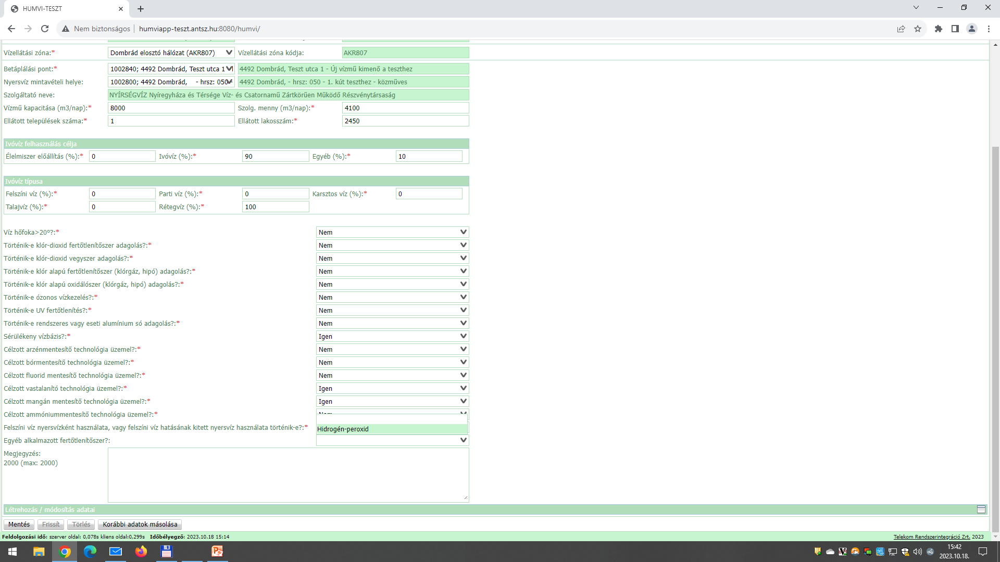 HUMVI-TESZT
Nem biztonságos humviapp-teszt.antsz.hu:8080/humvi/
Vízellátási zóna:* Dombrád elosztó hálózat (AKR807) Vízellátási zóna kódja: AKR807
Betáplálási pont:* 1002840; 4492 Dombrád, Teszt utca 1 4492 Dombrád, Teszt utca 1 - Új vízmű kimenő a teszthez
Nyersvíz mintavételi helye: 1002800; 4492 Dombrád, - hrsz: 050 4492 Dombrád, - hrsz: 050 - 1. kút teszthez - közműves
Szolgáltató neve: NYÍRSÉGVÍZ Nyíregyháza és Térsége Víz- és Csatornamű Zártkörűen Működő Részvénytársaság
Vízmű kapacitása (m3/nap):* 8000 Szolg. menny (m3/nap):* 4100
Ellátott települések száma:* 1 Ellátott lakosszám:* 2450
Ivóvíz felhasználás célja
Élelmiszer előállítás (%):* 0 Ivóvíz (%):* 90 Egyéb (%):* 10
Ivóvíz típusa
Felszíni víz (%):* 0 Parti víz (%):* 0 Karsztos víz (%):* 0
Talajvíz (%):* 0 Rétegvíz (%):* 100
Víz hőfoka>20º?:* Nem
Történik-e klór-dioxid fertőtlenítőszer adagolás?:* Nem
Történik-e klór-dioxid vegyszer adagolás?:* Nem
Történik-e klór alapú fertőtlenítőszer (klórgáz, hipó) adagolás?:* Nem
Történik-e klór alapú oxidálószer (klórgáz, hipó) adagolás?:* Nem
Történik-e ózonos vízkezelés?:* Nem
Történik-e UV fertőtlenítés?:* Nem
Történik-e rendszeres vagy eseti alumínium só adagolás?:* Nem
Sérülékeny vízbázis?:* Igen
Célzott arzénmentesítő technológia üzemel?:* Nem
Célzott bórmentesítő technológia üzemel?:* Nem
Célzott fluorid mentesítő technológia üzemel?:* Nem
Célzott vastalanító technológia üzemel?:* Igen
Célzott mangán mentesítő technológia üzemel?:* Igen
Célzott ammóniummentesítő technológia üzemel?:*
Felszíni víz nyersvízként használata, vagy felszíni víz hatásának kitett nyersvíz használata történik-e?:* Hidrogén-peroxid
Egyéb alkalmazott fertőtlenítőszer?:
Megjegyzés:
2000 (max: 2000)
Létrehozás / módosítás adatai
Mentés Frissít Törlés Korábbi adatok másolása
Feldolgozási idő: szerver oldal: 0,078s kliens oldal:0,299s Időbélyegző: 2023.10.18 15:14 Telekom Rendszerintegráció Zrt. 2023
15:42
2023.10.18.